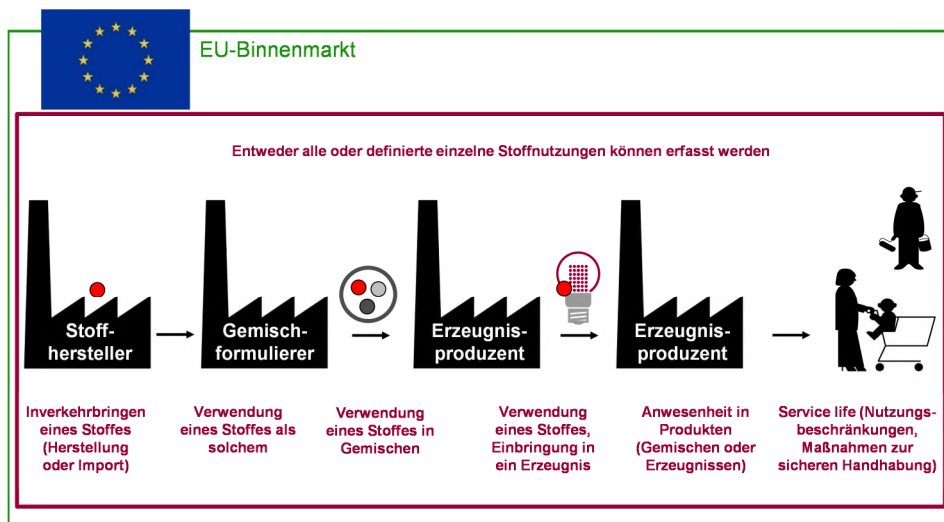 EU-Binnenmarkt
Entweder alle oder definierte einzelne Stoffnutzungen können erfasst werden
Stoff-
hersteller
Gemisch-
formulierer
Erzeugnis-
produzent
Erzeugnis-
produzent
Inverkehrbringen
eines Stoffes
(Herstellung
oder Import)
Verwendung
eines Stoffes als
solchem
Verwendung
eines Stoffes in
Gemischen
Verwendung
eines Stoffes,
Einbringung in
ein Erzeugnis
Anwesenheit in
Produkten
(Gemischen oder
Erzeugnissen)
Service life (Nutzungs-
beschränkungen,
Maßnahmen zur
sicheren Handhabung)